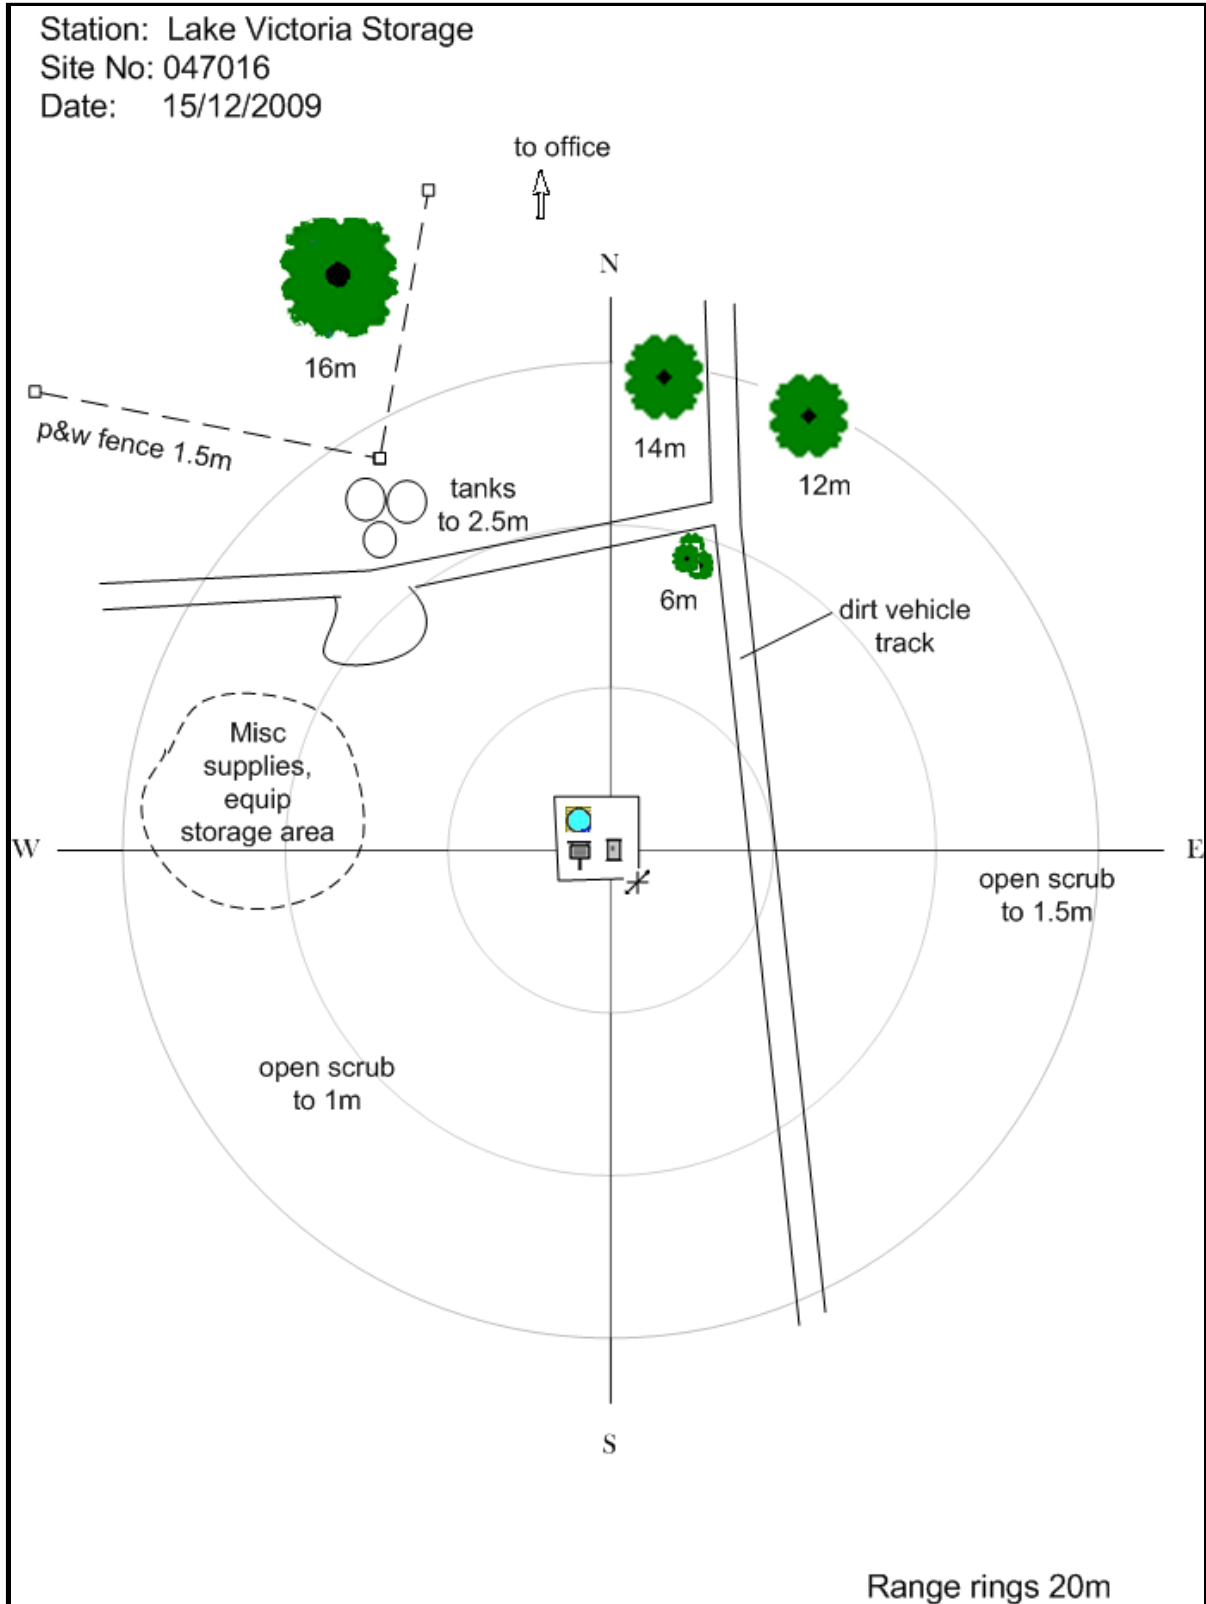 Station: Lake Victoria Storage
Site No: 047016
Date: 15/12/2009
to office
N
16m
p&w fence 1.5m
14m
12m
tanks
to 2.5m
6m
dirt vehicle
track
Misc
supplies,
equip
storage area
W
E
open scrub
to 1.5m
open scrub
to 1m
S
Range rings 20m